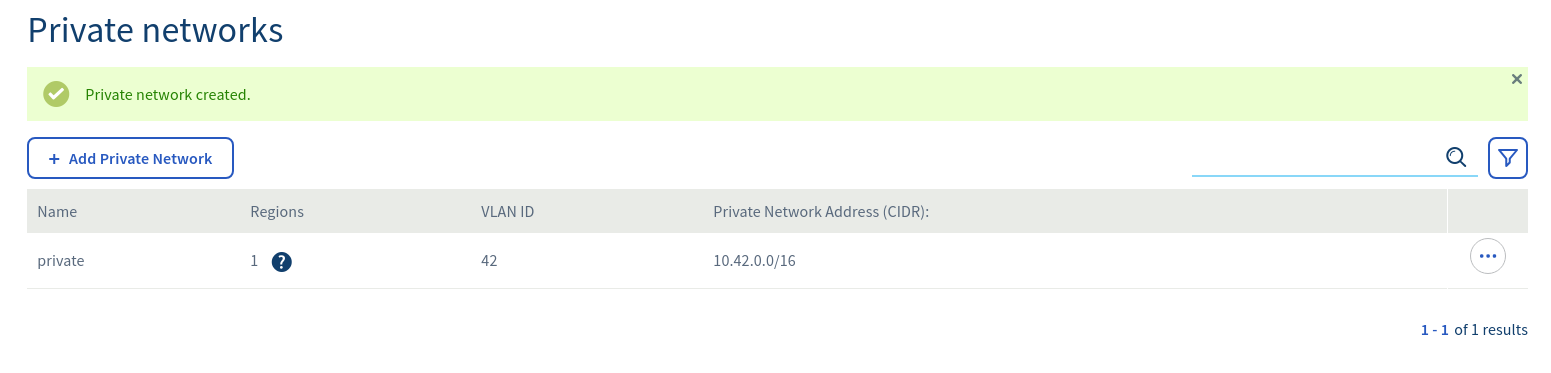 Private networks
Private network created.
+ Add Private Network
Name Regions VLAN ID Private Network Address (CIDR):
private 1 ? 42 10.42.0.0/16
1 - 1 of 1 results